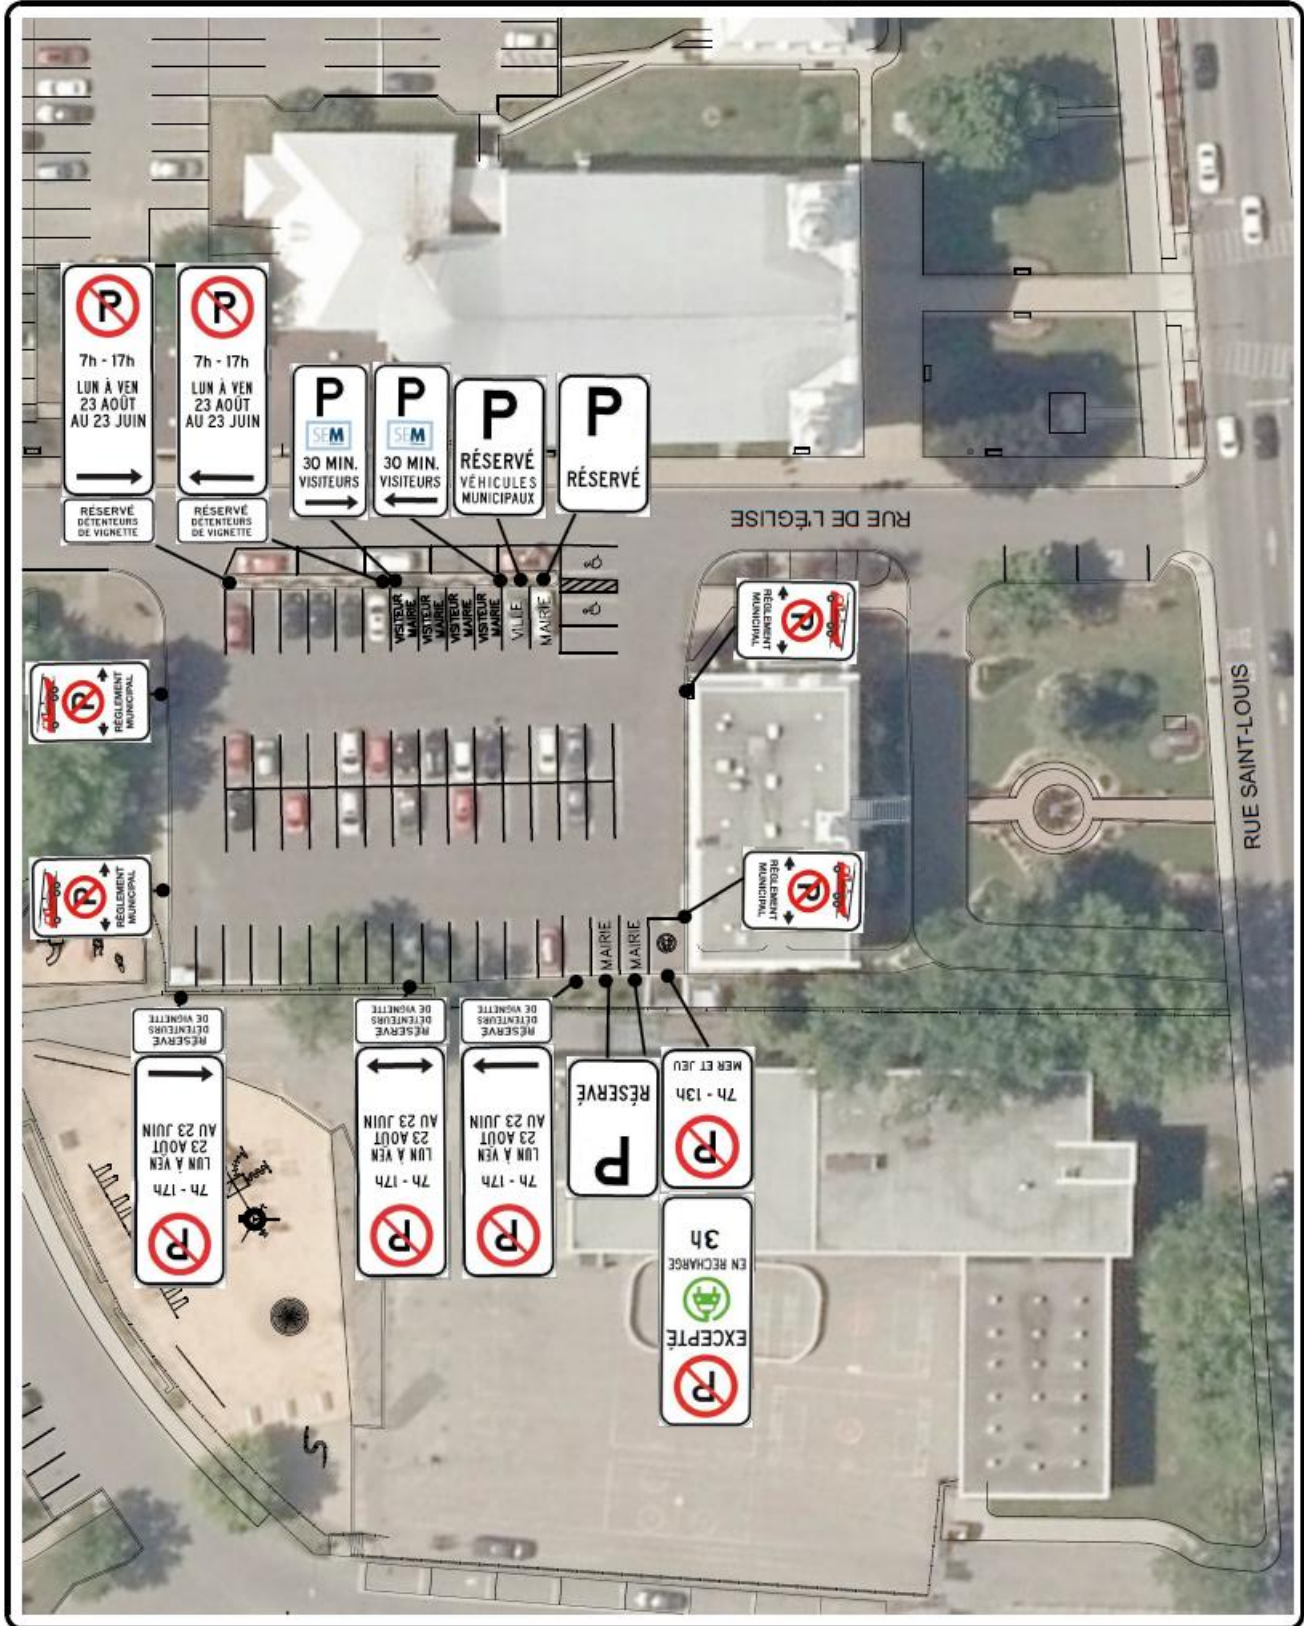 P
7h - 17h
LUN À VEN
23 AOÛT
AU 23 JUIN
RÉSERVÉ
DÉTENTEURS
DE VIGNETTE
P
7h - 17h
LUN À VEN
23 AOÛT
AU 23 JUIN
RÉSERVÉ
DÉTENTEURS
DE VIGNETTE
P
SEM
30 MIN.
VISITEURS
P
SEM
30 MIN.
VISITEURS
P
RÉSERVÉ
VÉHICULES
MUNICIPAUX
P
RÉSERVÉ
RUE DE L'ÉGLISE
VISITEUR
MAIRIE
VISITEUR
MAIRIE
VISITEUR
MAIRIE
VISITEUR
MAIRIE
VILLE
MAIRIE
P
RÈGLEMENT
MUNICIPAL
P
RÈGLEMENT
MUNICIPAL
RUE SAINT-LOUIS
P
RÈGLEMENT
MUNICIPAL
P
RÈGLEMENT
MUNICIPAL
MAIRIE
MAIRIE
P
7h - 17h
LUN À VEN
23 AOÛT
AU 23 JUIN
RÉSERVÉ
DÉTENTEURS
DE VIGNETTE
P
7h - 17h
LUN À VEN
23 AOÛT
AU 23 JUIN
RÉSERVÉ
DÉTENTEURS
DE VIGNETTE
P
7h - 17h
LUN À VEN
23 AOÛT
AU 23 JUIN
RÉSERVÉ
DÉTENTEURS
DE VIGNETTE
P
RÉSERVÉ
P
7h - 13h
MER ET JEU
P
EXCEPTÉ
EN RECHARGE
3h